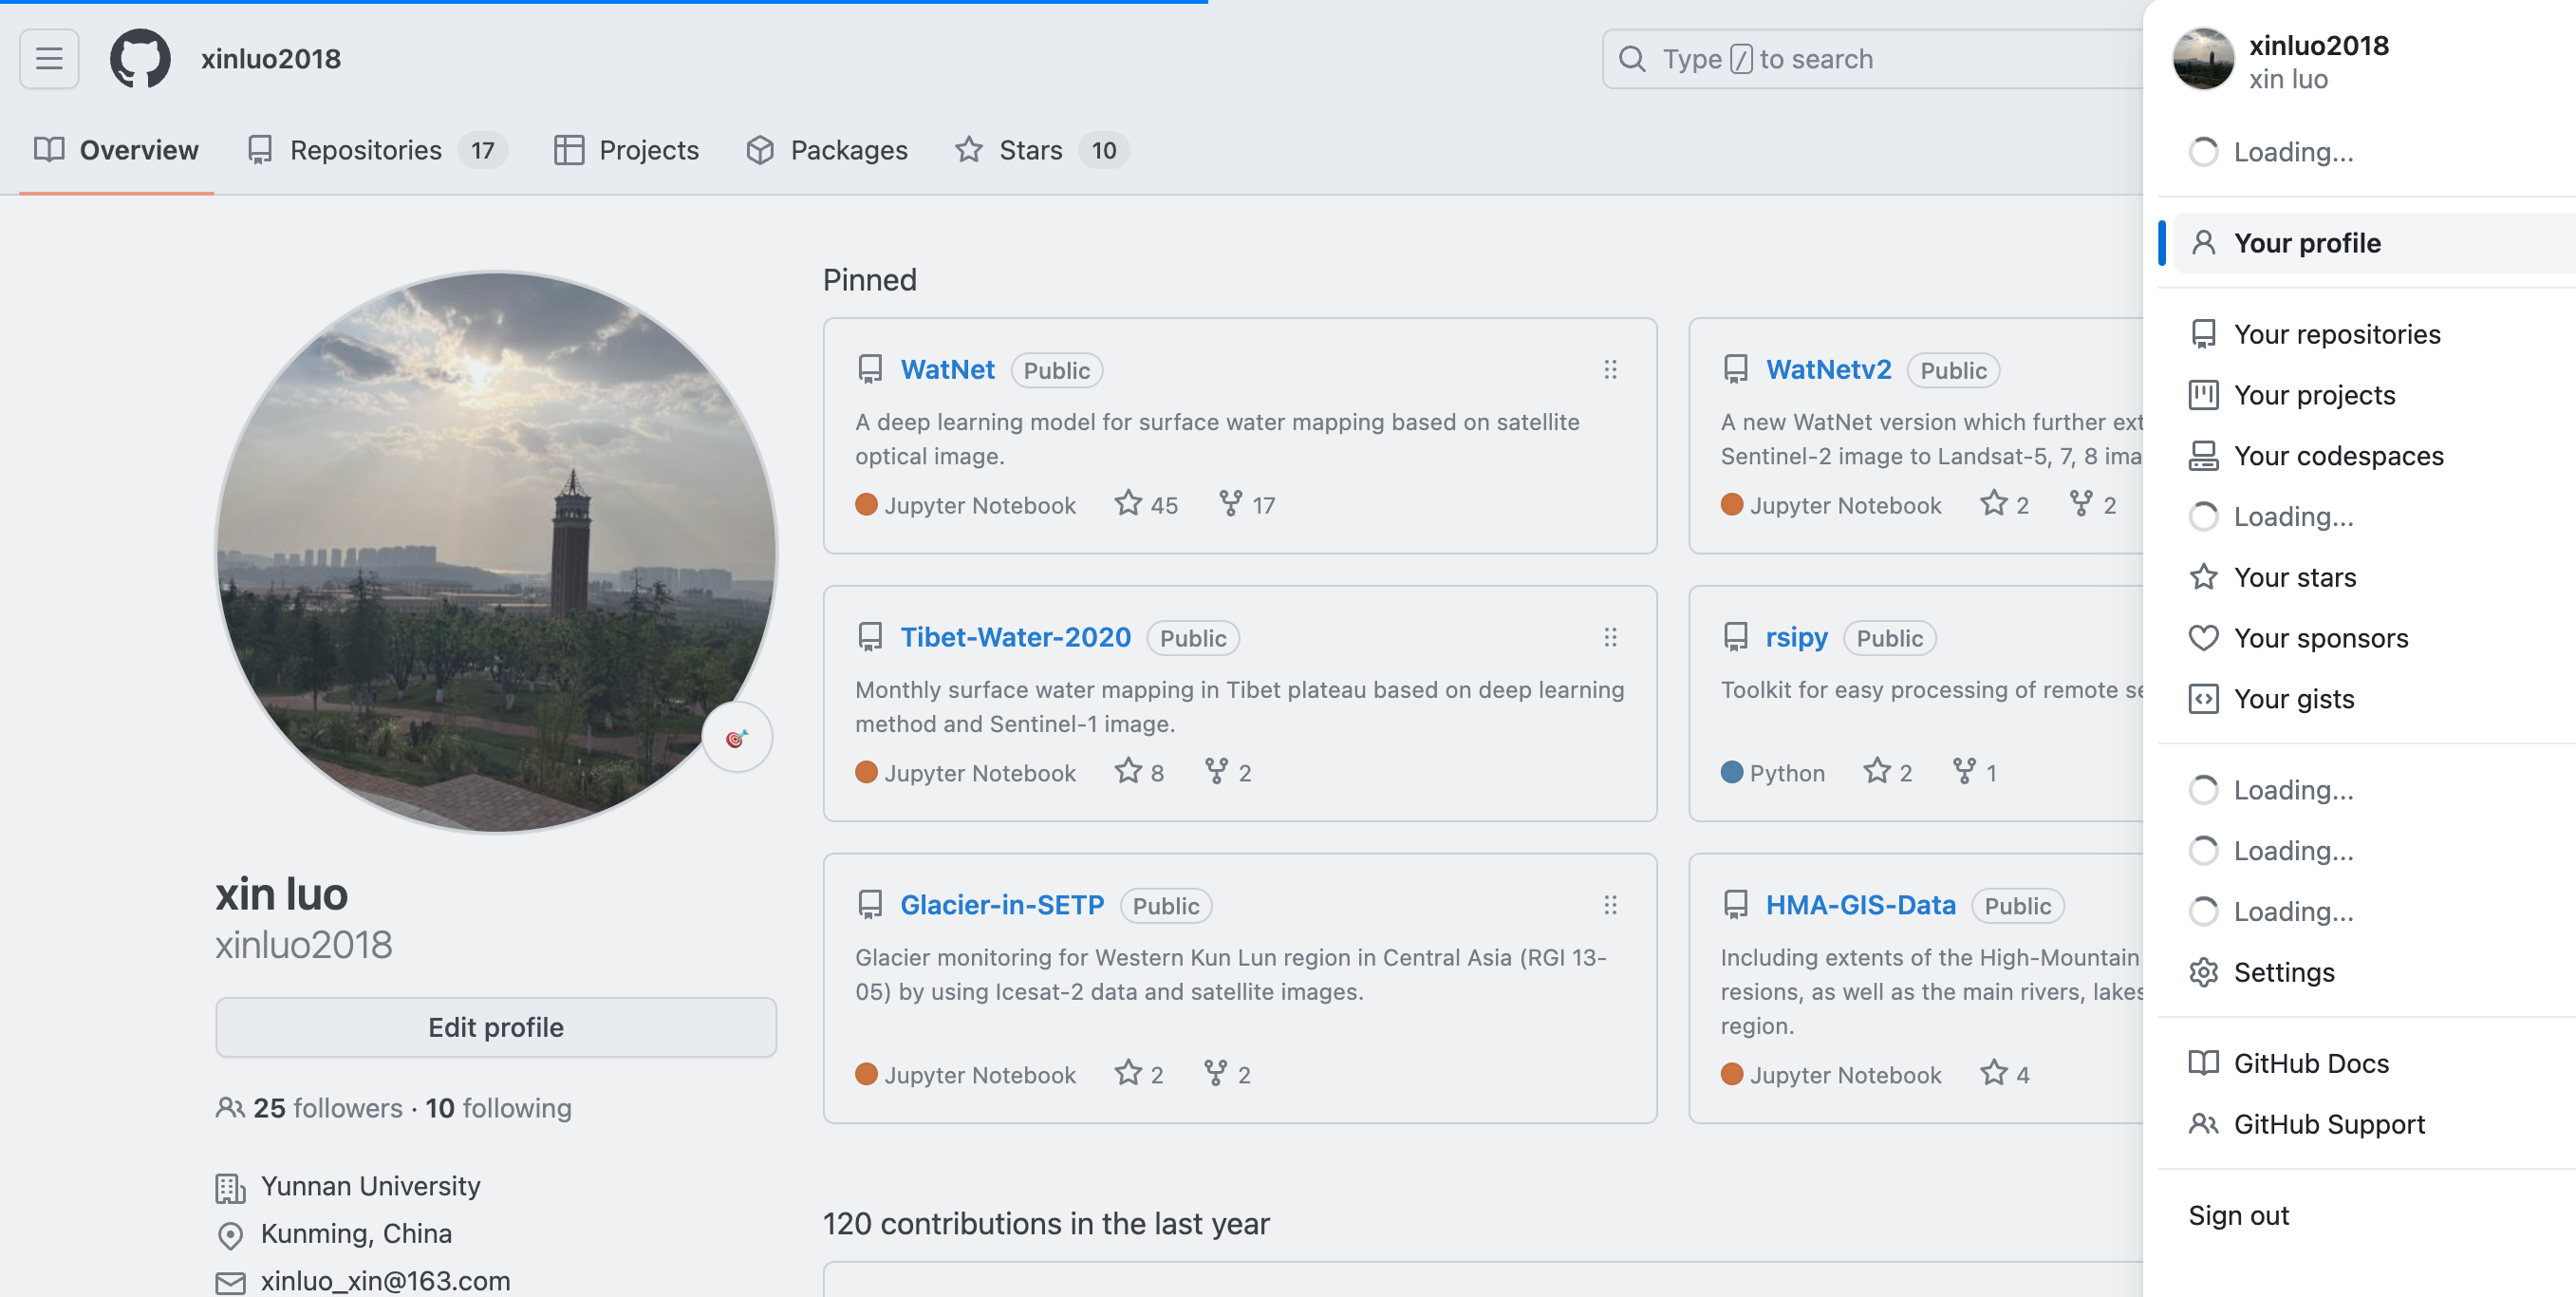 xinluo2018
Type / to search
Overview
Repositories 17
Projects
Packages
Stars 10
Pinned
WatNet Public
A deep learning model for surface water mapping based on satellite
optical image.
Jupyter Notebook 45 17
WatNetv2 Public
A new WatNet version which further ext
Sentinel-2 image to Landsat-5, 7, 8 ima
Jupyter Notebook 2 2
Tibet-Water-2020 Public
Monthly surface water mapping in Tibet plateau based on deep learning
method and Sentinel-1 image.
Jupyter Notebook 8 2
rsipy Public
Toolkit for easy processing of remote se
Python 2 1
Glacier-in-SETP Public
Glacier monitoring for Western Kun Lun region in Central Asia (RGI 13-
05) by using Icesat-2 data and satellite images.
Jupyter Notebook 2 2
HMA-GIS-Data Public
Including extents of the High-Mountain
resions, as well as the main rivers, lakes
region.
Jupyter Notebook 4
120 contributions in the last year
xin luo
xinluo2018
Edit profile
25 followers · 10 following
Yunnan University
Kunming, China
xinluo_xin@163.com
xinluo2018
xin luo
Loading...
Your profile
Your repositories
Your projects
Your codespaces
Loading...
Your stars
Your sponsors
Your gists
Loading...
Loading...
Loading...
Settings
GitHub Docs
GitHub Support
Sign out